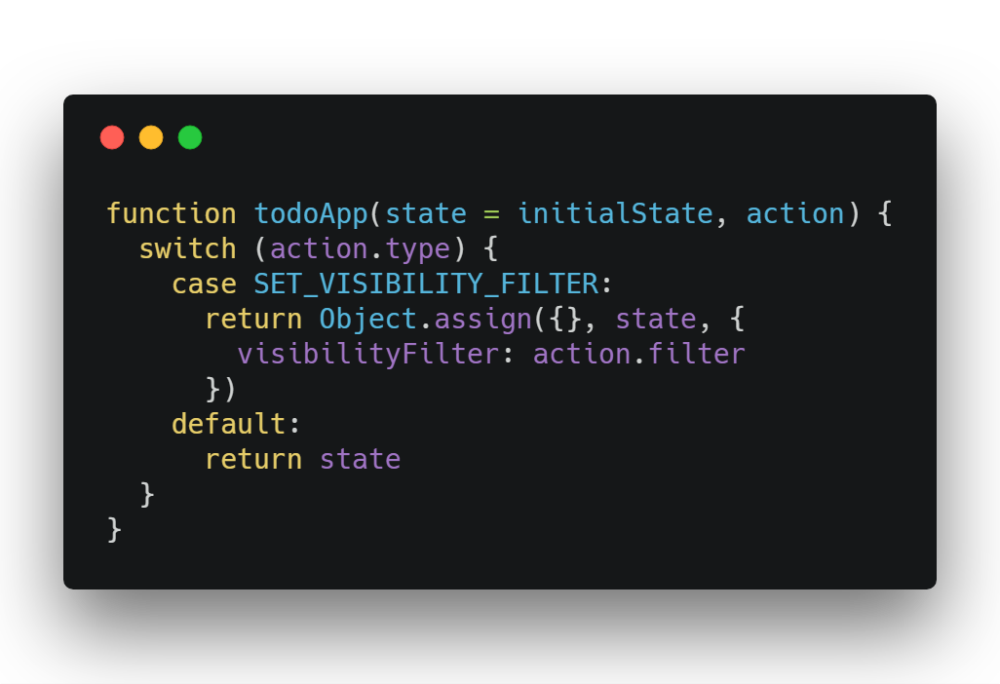 function todoApp(state = initialState, action) {
  switch (action.type) {
    case SET_VISIBILITY_FILTER:
      return Object.assign({}, state, {
        visibilityFilter: action.filter
      })
    default:
      return state
  }
}